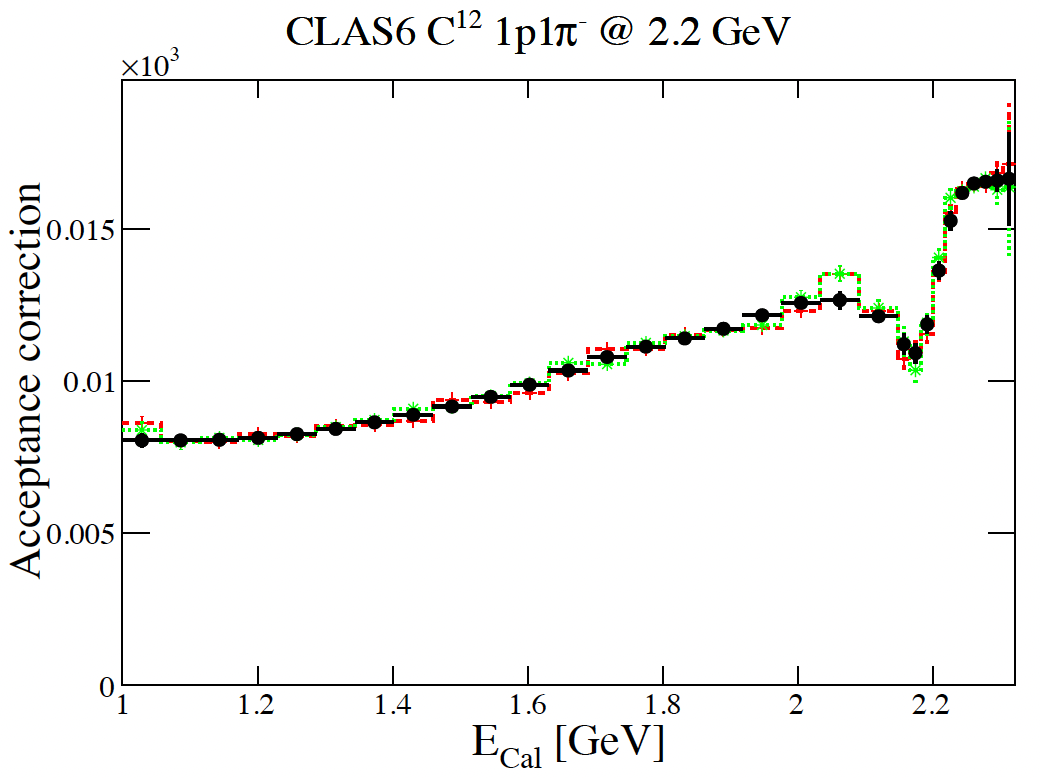 CLAS6 C¹² 1p1π⁻ @ 2.2 GeV
×10³
Acceptance correction
0.015
0.01
0.005
0
1 1.2 1.4 1.6 1.8 2 2.2
E_Cal [GeV]